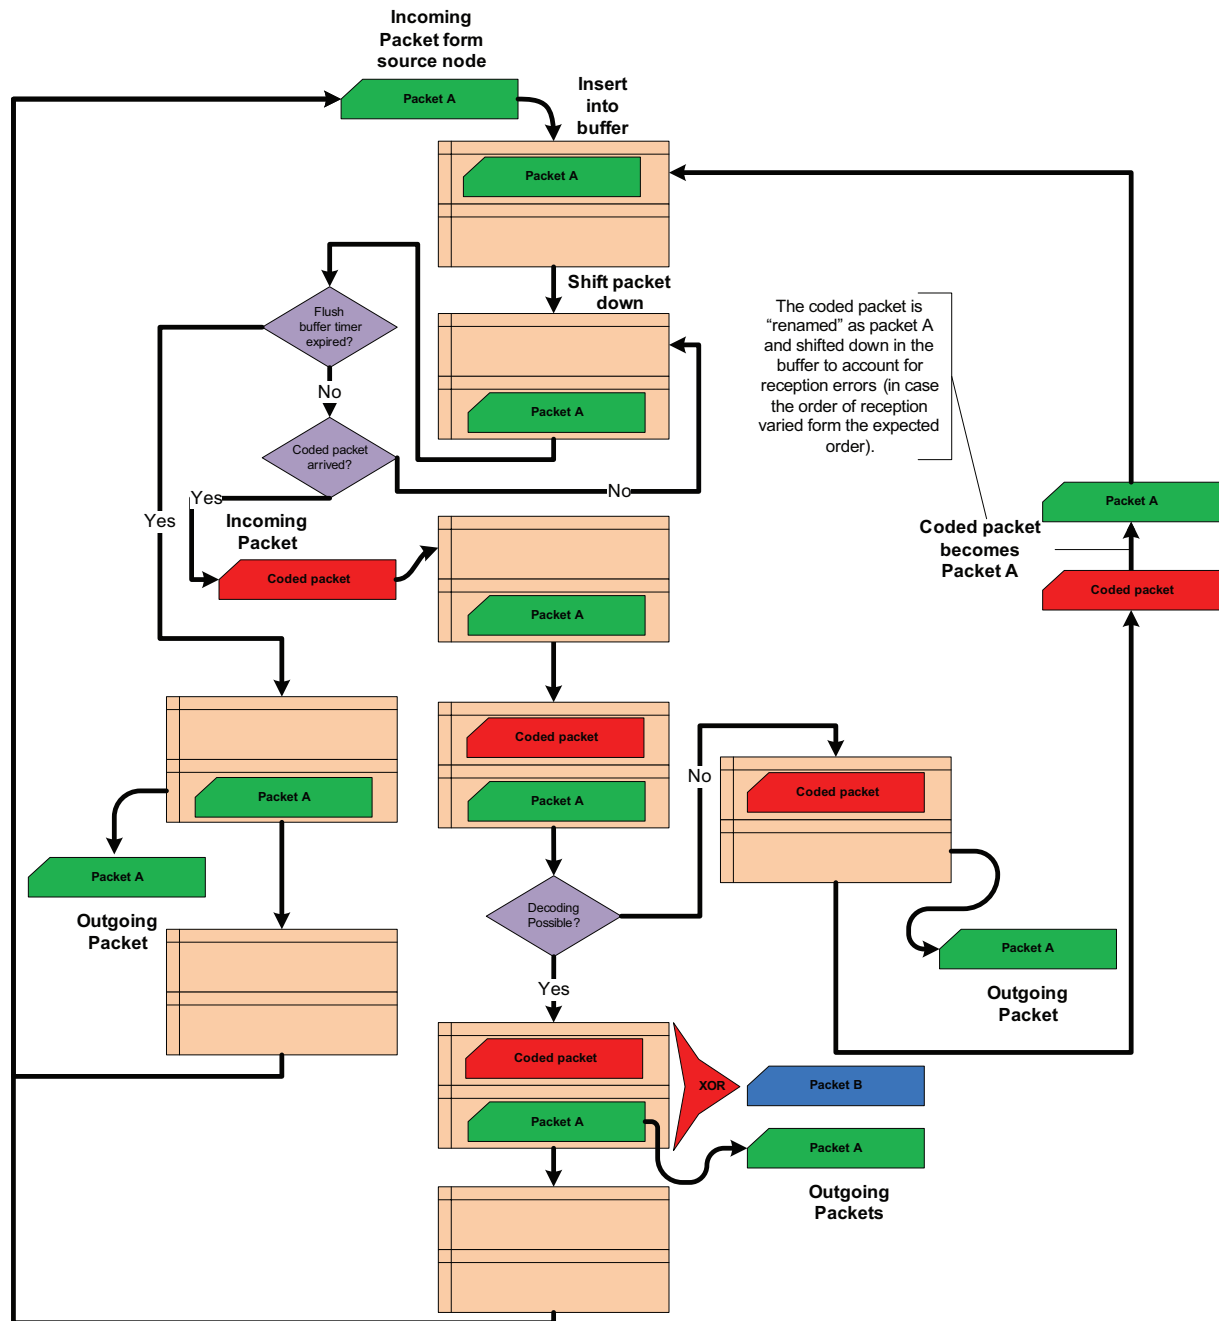 Incoming
Packet form
source node
Packet A
Insert
into
buffer
Packet A
Shift packet
down
Flush
buffer timer
expired?
No
Packet A
Coded packet
arrived?
No
Yes
Yes
The coded packet is
“renamed” as packet A
and shifted down in the
buffer to account for
reception errors (in case
the order of reception
varied form the expected
order).
Packet A
Coded packet
becomes
Packet A
Coded packet
Incoming
Packet
Coded packet
Packet A
Coded packet
Packet A
No
Coded packet
Packet A
Packet A
Outgoing
Packet
Decoding
Possible?
Packet A
Outgoing
Packet
Yes
Coded packet
XOR
Packet B
Packet A
Packet A
Outgoing
Packets